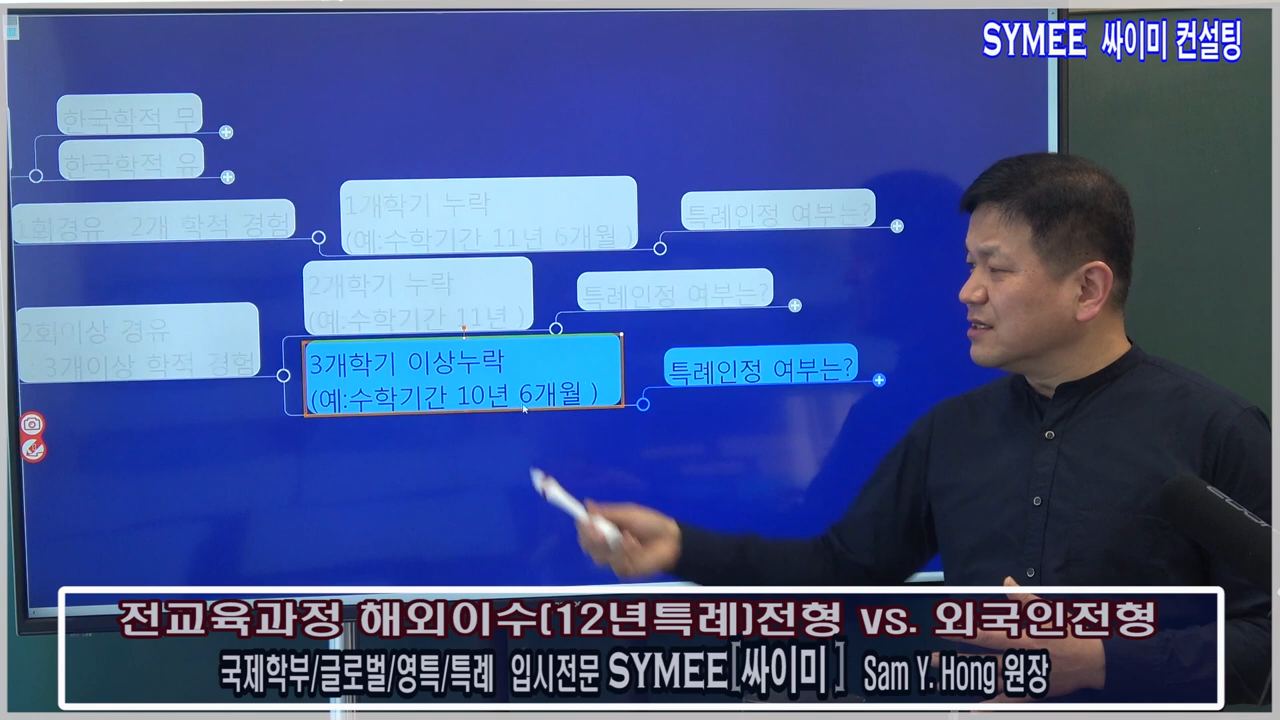 SYMEE 싸이미 컨설팅
한국학적 무
한국학적 유
1회경유 2개 학적 경험
1개학기 누락
(예:수학기간 11년 6개월 )
특례인정 여부는?
2개학기 누락
(예:수학기간 11년 )
특례인정 여부는?
2회이상 경유
: 3개이상 학적 경험
3개학기 이상누락
(예:수학기간 10년 6개월 )
특례인정 여부는?
전교육과정 해외이수(12년특례)전형 vs. 외국인전형
국제학부/글로벌/영특/특례 입시전문 SYMEE[싸이미] Sam Y. Hong 원장